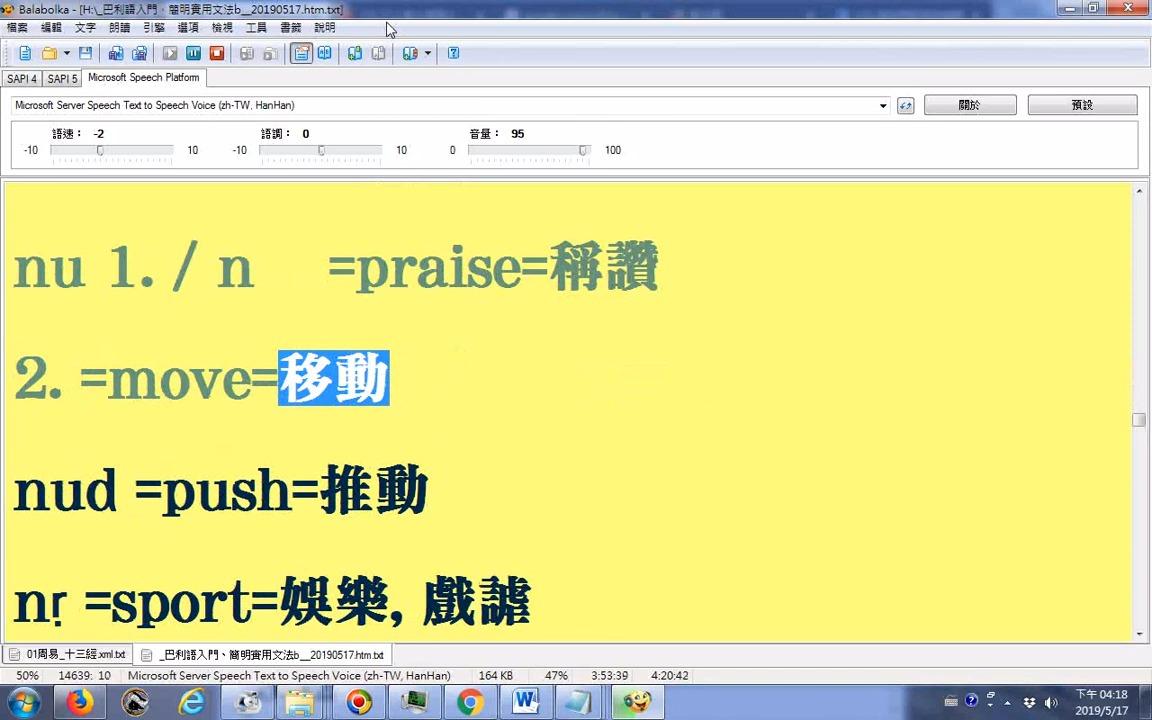 Balabolka - [H:\_巴利語入門、簡明實用文法b__20190517.htm.txt]
檔案 編輯 文字 朗讀 引擎 選項 檢視 工具 書籤 說明
SAPI 4 SAPI 5 Microsoft Speech Platform
Microsoft Server Speech Text to Speech Voice (zh-TW, HanHan) 關於 預設
語速： -2 語調： 0 音量： 95
-10 10 -10 10 0 100
nu 1. / n =praise=稱讚
2. =move=移動
nud =push=推動
nṛ =sport=娛樂, 戲謔
01周易_十三經.xml.txt _巴利語入門、簡明實用文法b__20190517.htm.txt
50% 14639: 10 Microsoft Server Speech Text to Speech Voice (zh-TW, HanHan) 164 KB 47% 3:53:39 4:20:42
下午 04:18
2019/5/17